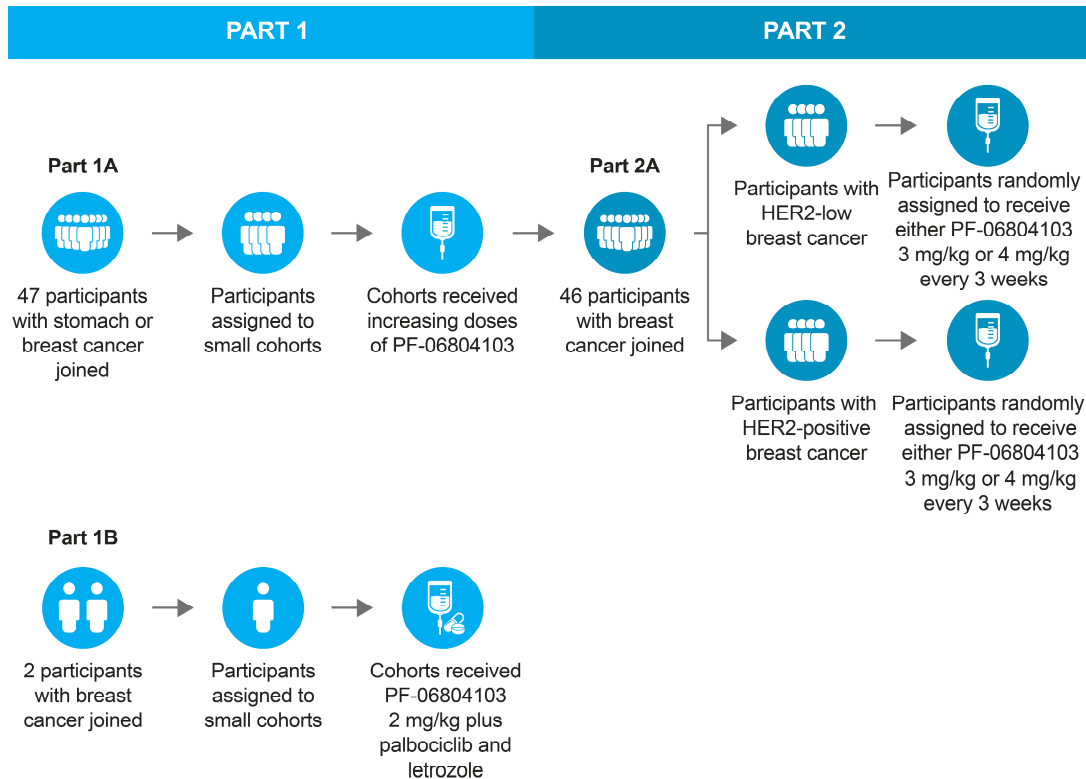 PART 1
PART 2
Part 1A
47 participants
with stomach or
breast cancer
joined
Participants
assigned to
small cohorts
Cohorts received
increasing doses
of PF-06804103
Part 2A
46 participants
with breast
cancer joined
Participants with
HER2-low
breast cancer
Participants randomly
assigned to receive
either PF-06804103
3 mg/kg or 4 mg/kg
every 3 weeks
Participants with
HER2-positive
breast cancer
Participants randomly
assigned to receive
either PF-06804103
3 mg/kg or 4 mg/kg
every 3 weeks
Part 1B
2 participants
with breast
cancer joined
Participants
assigned to
small cohorts
Cohorts received
PF-06804103
2 mg/kg plus
palbociclib and
letrozole